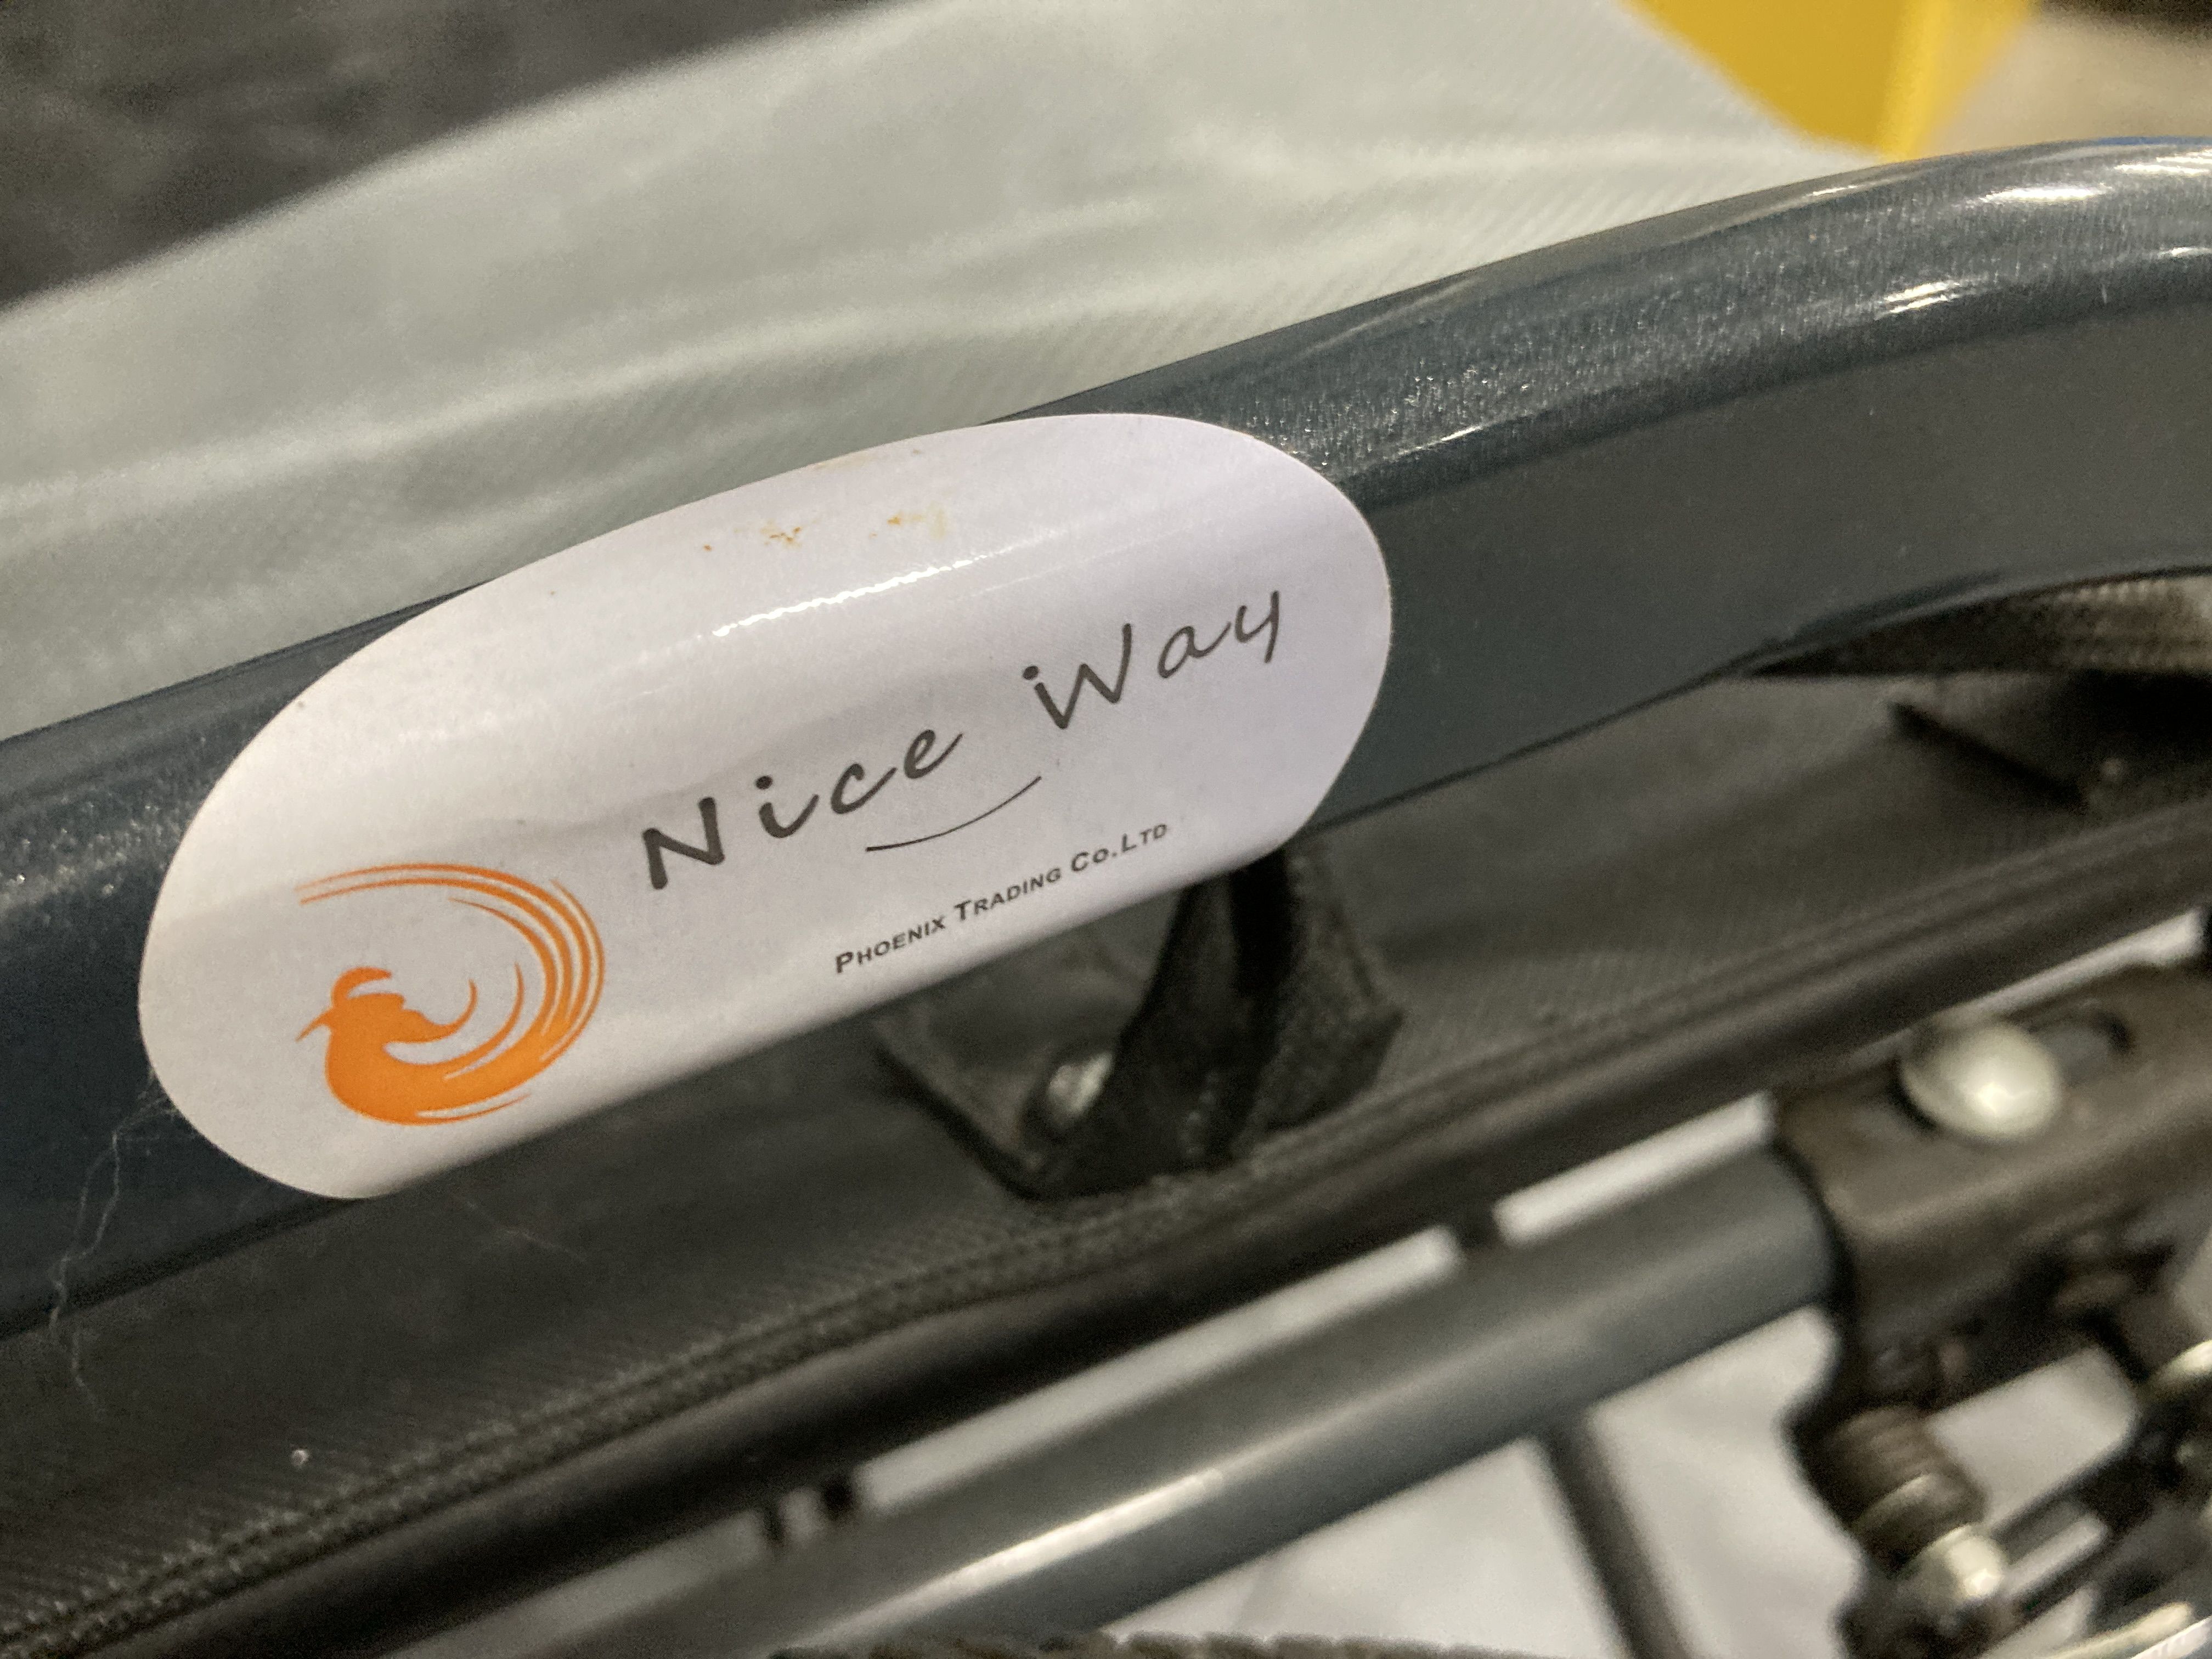 Nice Way
PHOENIX TRADING CO.LTD